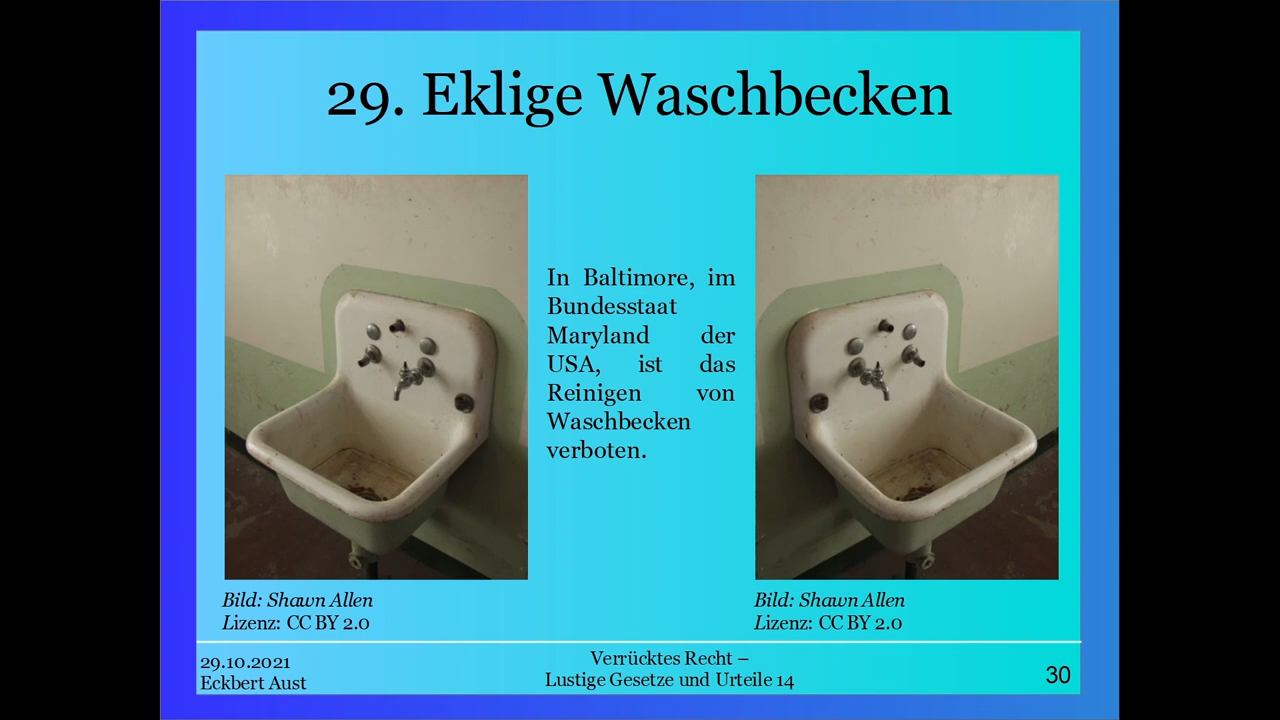 29. Eklige Waschbecken
In Baltimore, im
Bundesstaat
Maryland der
USA, ist das
Reinigen von
Waschbecken
verboten.
Bild: Shawn Allen
Lizenz: CC BY 2.0
Bild: Shawn Allen
Lizenz: CC BY 2.0
29.10.2021
Eckbert Aust
Verrücktes Recht –
Lustige Gesetze und Urteile 14
30